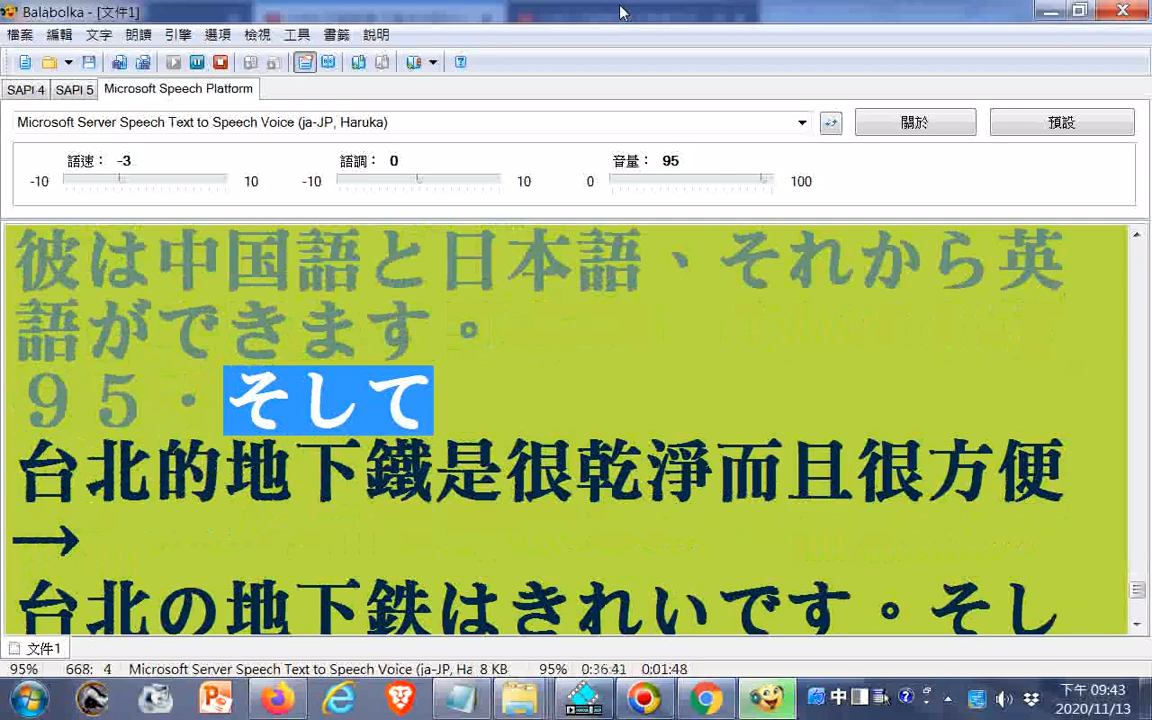 Balabolka - [文件1]
檔案 編輯 文字 朗讀 引擎 選項 檢視 工具 書籤 說明
SAPI 4 SAPI 5 Microsoft Speech Platform
Microsoft Server Speech Text to Speech Voice (ja-JP, Haruka) 關於 預設
語速： -3 語調： 0 音量： 95
-10 10 -10 10 0 100
彼は中国語と日本語、それから英
語ができます。
９５．そして
台北的地下鐵是很乾淨而且很方便
→
台北の地下鉄はきれいです。そし
文件1
95% 668: 4 Microsoft Server Speech Text to Speech Voice (ja-JP, Ha 8 KB 95% 0:36:41 0:01:48
中 下午 09:43
2020/11/13